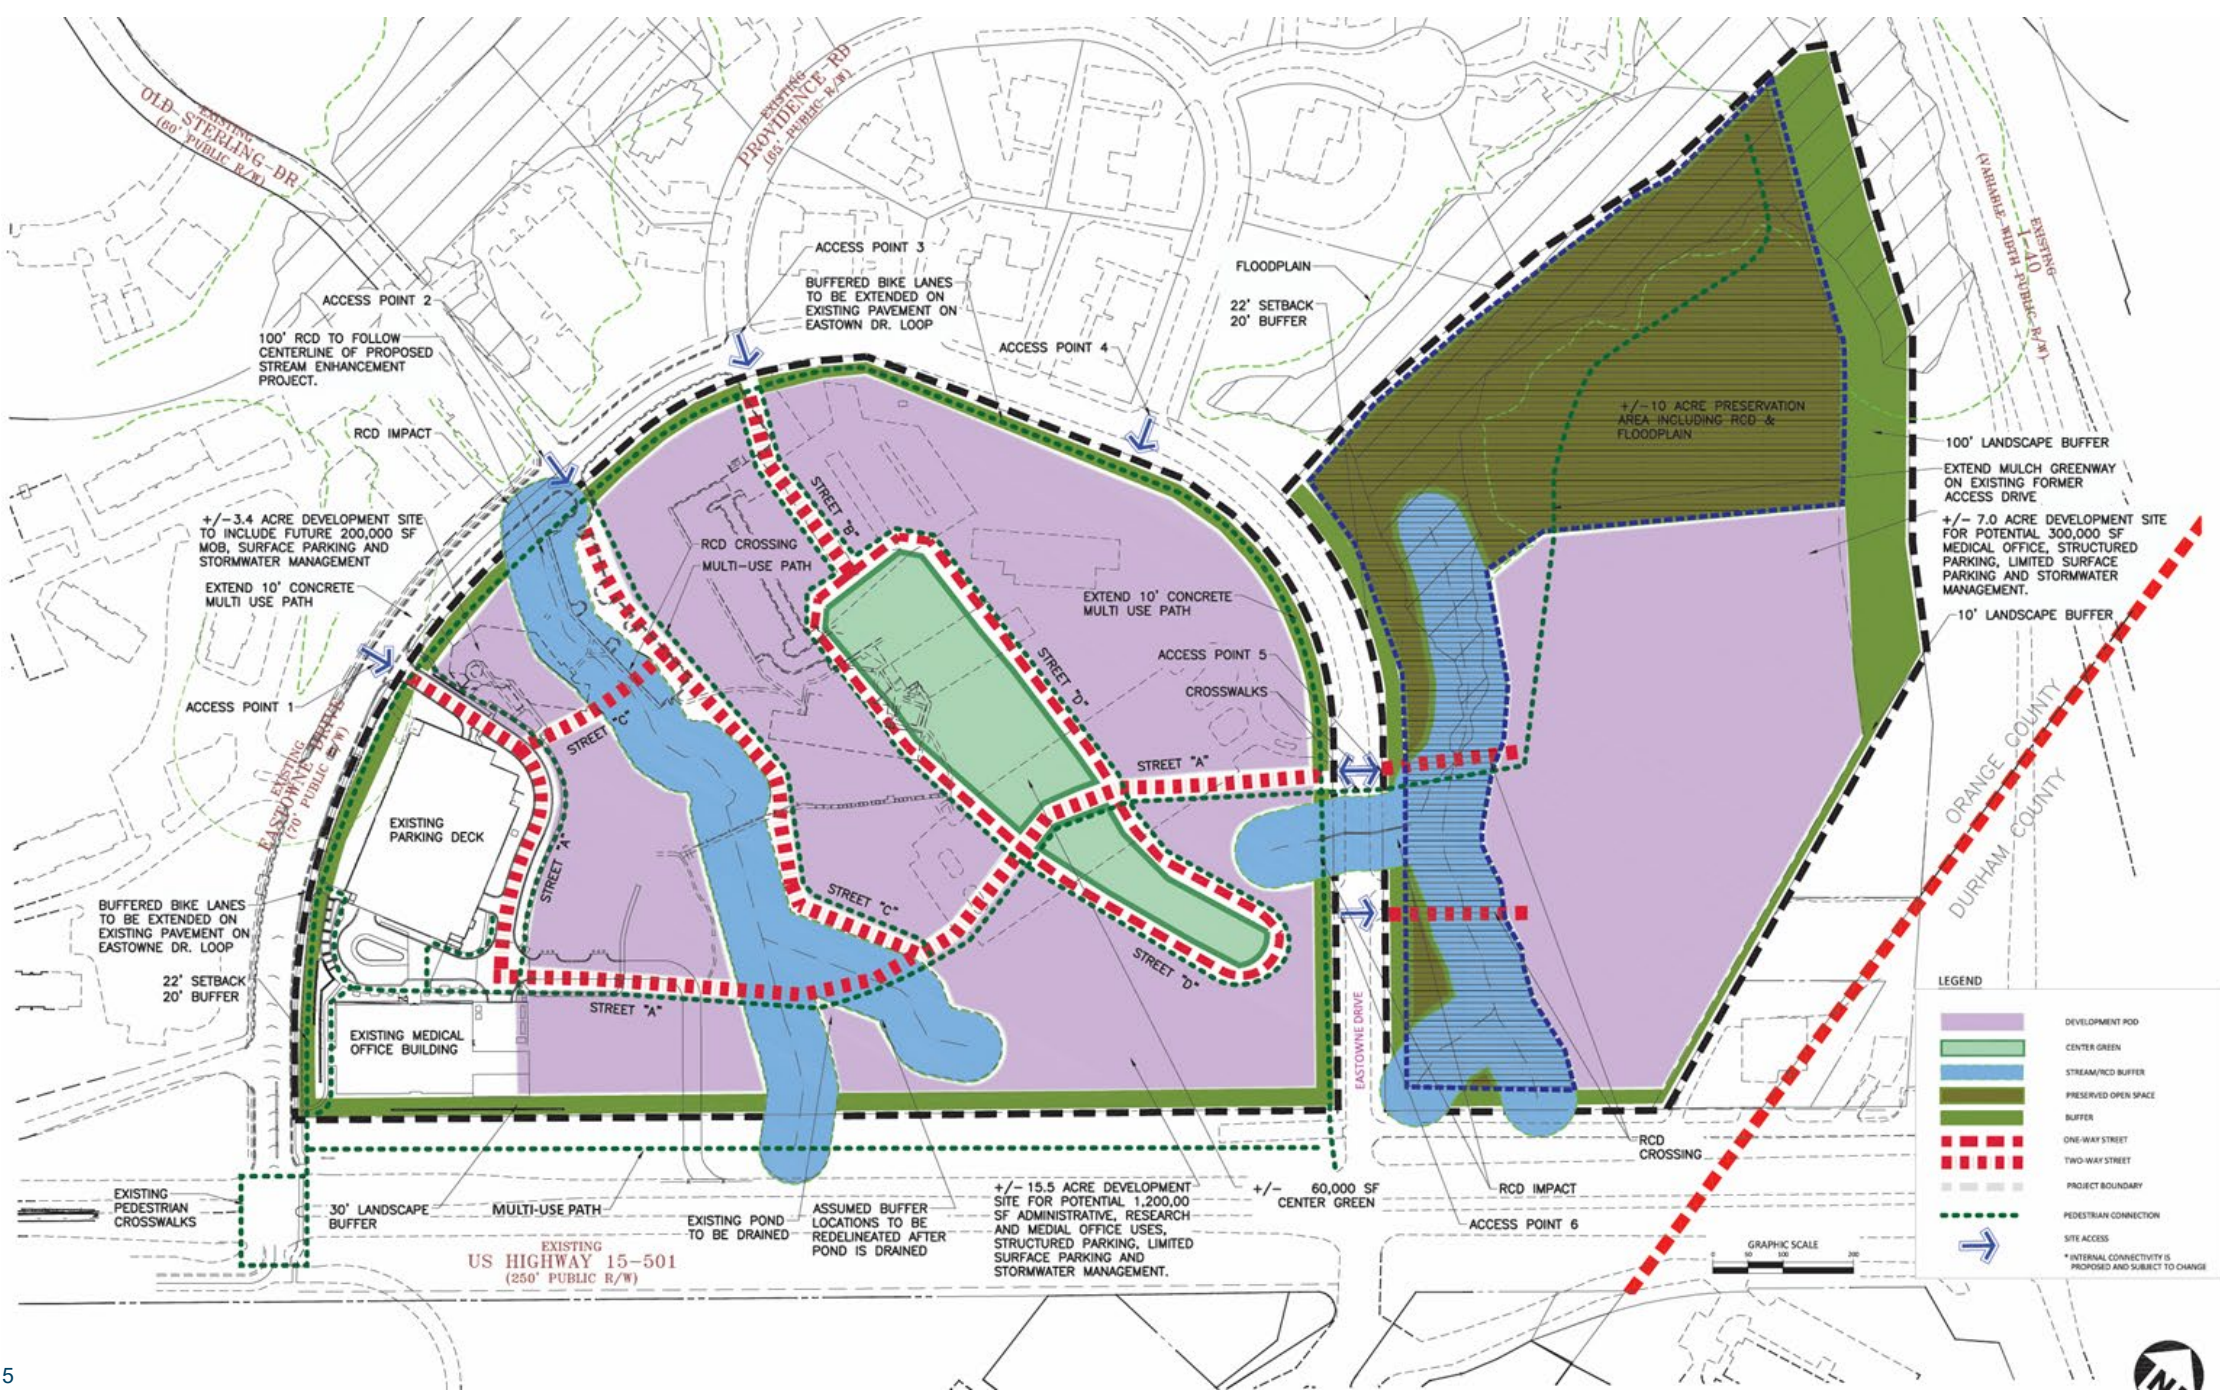 EXISTING
OLD STERLING DR
(60' PUBLIC R/W)
EXISTING
PROVIDENCE RD
(65' PUBLIC R/W)
ACCESS POINT 3
BUFFERED BIKE LANES
TO BE EXTENDED ON
EXISTING PAVEMENT ON
EASTOWN DR. LOOP
ACCESS POINT 4
FLOODPLAIN
22' SETBACK
20' BUFFER
EXISTING
I-40
(VARIABLE WIDTH PUBLIC R/W)
ACCESS POINT 2
100' RCD TO FOLLOW
CENTERLINE OF PROPOSED
STREAM ENHANCEMENT
PROJECT.
RCD IMPACT
+/-3.4 ACRE DEVELOPMENT SITE
TO INCLUDE FUTURE 200,000 SF
MOB, SURFACE PARKING AND
STORMWATER MANAGEMENT
EXTEND 10' CONCRETE
MULTI USE PATH
ACCESS POINT 1
EXISTING
EASTOWNE DRIVE
(70' PUBLIC R/W)
BUFFERED BIKE LANES
TO BE EXTENDED ON
EXISTING PAVEMENT ON
EASTOWNE DR. LOOP
22' SETBACK
20' BUFFER
STREET "B"
RCD CROSSING
MULTI-USE PATH
EXTEND 10' CONCRETE
MULTI USE PATH
ACCESS POINT 5
CROSSWALKS
STREET "D"
STREET "C"
STREET "A"
EXISTING
PARKING DECK
STREET "A"
STREET "C"
STREET "D"
STREET "A"
EXISTING MEDICAL
OFFICE BUILDING
EASTOWNE DRIVE
+/-10 ACRE PRESERVATION
AREA INCLUDING RCD &
FLOODPLAIN
100' LANDSCAPE BUFFER
EXTEND MULCH GREENWAY
ON EXISTING FORMER
ACCESS DRIVE
+/- 7.0 ACRE DEVELOPMENT SITE
FOR POTENTIAL 300,000 SF
MEDICAL OFFICE, STRUCTURED
PARKING, LIMITED SURFACE
PARKING AND STORMWATER
MANAGEMENT.
10' LANDSCAPE BUFFER
ORANGE COUNTY
DURHAM COUNTY
LEGEND
DEVELOPMENT POD
CENTER GREEN
STREAM/RCD BUFFER
PRESERVED OPEN SPACE
BUFFER
ONE-WAY STREET
TWO-WAY STREET
PROJECT BOUNDARY
PEDESTRIAN CONNECTION
SITE ACCESS
* INTERNAL CONNECTIVITY IS
PROPOSED AND SUBJECT TO CHANGE
RCD
CROSSING
RCD IMPACT
ACCESS POINT 6
GRAPHIC SCALE
0 50 100 200
EXISTING
PEDESTRIAN
CROSSWALKS
30' LANDSCAPE
BUFFER
MULTI-USE PATH
EXISTING POND
TO BE DRAINED
ASSUMED BUFFER
LOCATIONS TO BE
REDELINEATED AFTER
POND IS DRAINED
+/- 15.5 ACRE DEVELOPMENT
SITE FOR POTENTIAL 1,200,00
SF ADMINISTRATIVE, RESEARCH
AND MEDIAL OFFICE USES,
STRUCTURED PARKING, LIMITED
SURFACE PARKING AND
STORMWATER MANAGEMENT.
+/- 60,000 SF
CENTER GREEN
EXISTING
US HIGHWAY 15-501
(250' PUBLIC R/W)
5